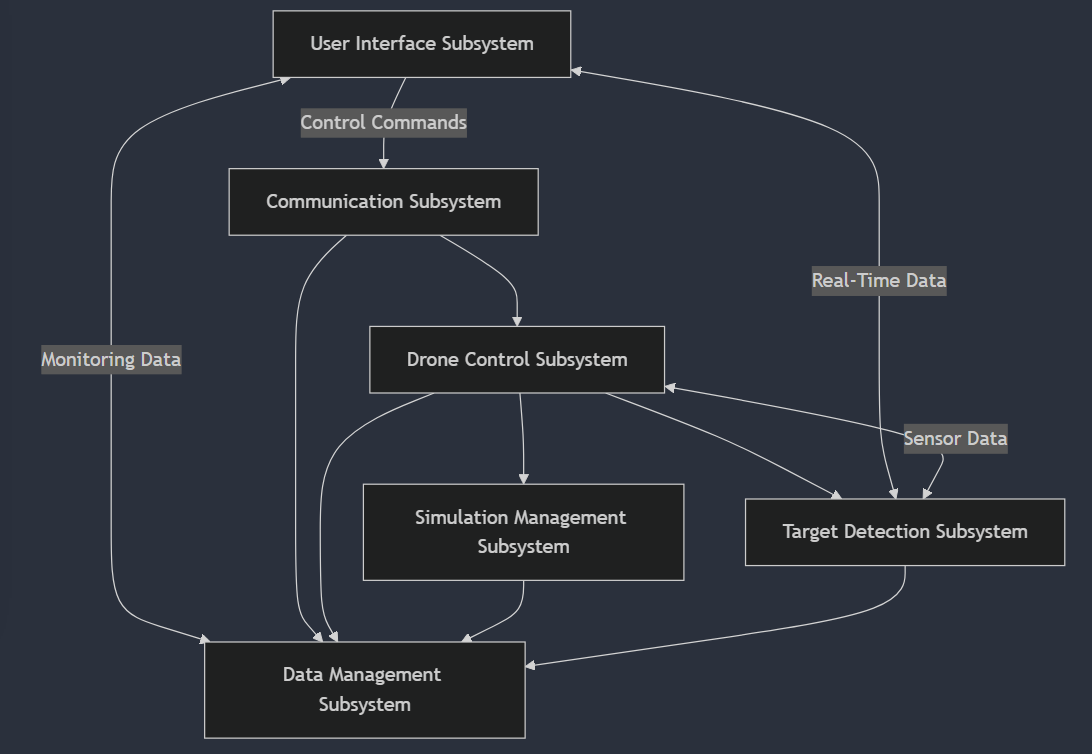 User Interface Subsystem
Control Commands
Communication Subsystem
Real-Time Data
Drone Control Subsystem
Monitoring Data
Sensor Data
Simulation Management
Subsystem
Target Detection Subsystem
Data Management
Subsystem